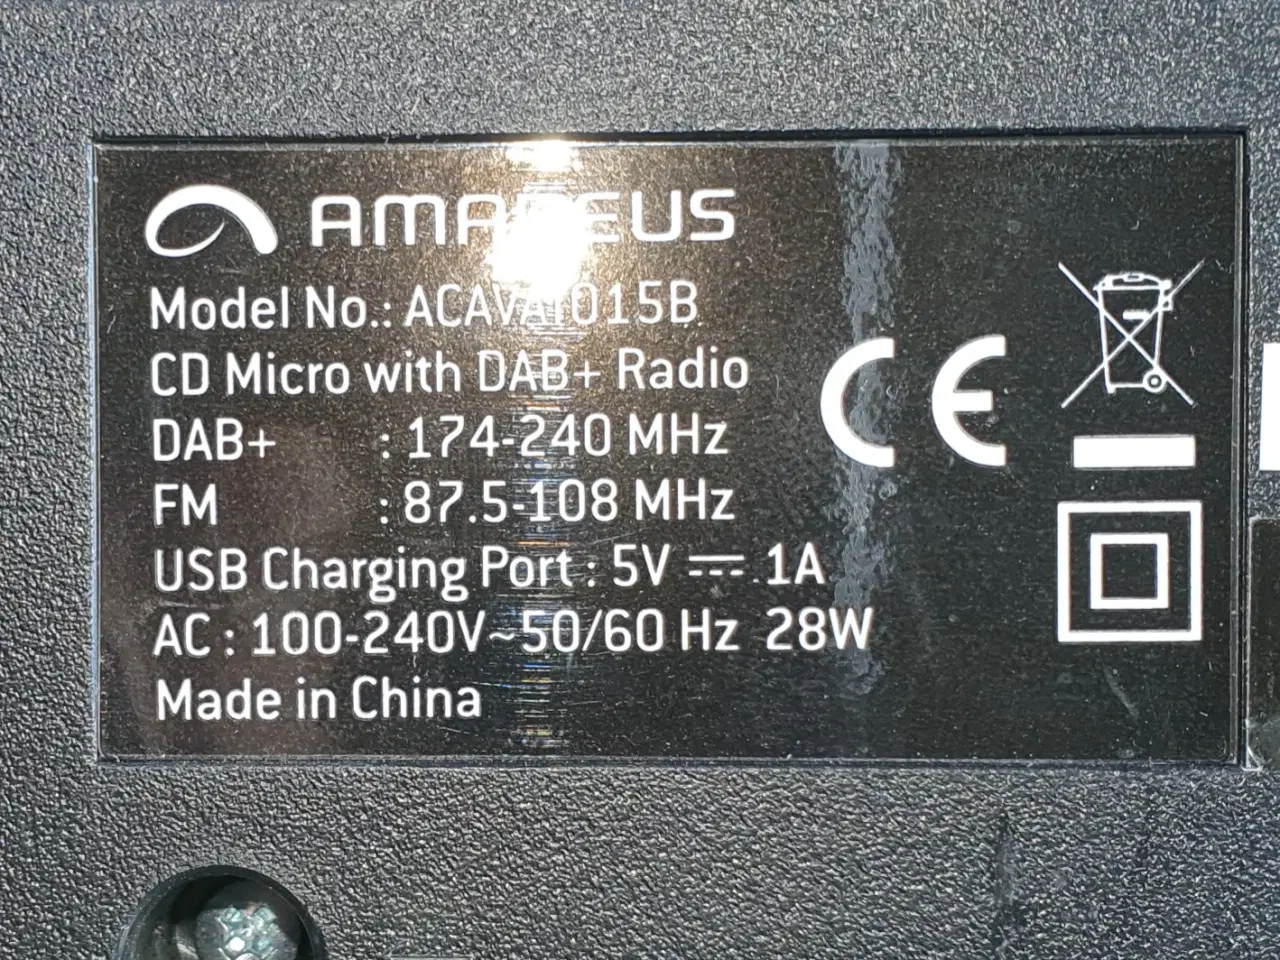 AMADEUS
Model No.: ACAVA1015B
CD Micro with DAB+ Radio
DAB+ : 174-240 MHz
FM : 87.5-108 MHz
USB Charging Port : 5V ⎓ 1A
AC : 100-240V~50/60 Hz 28W
Made in China
CE